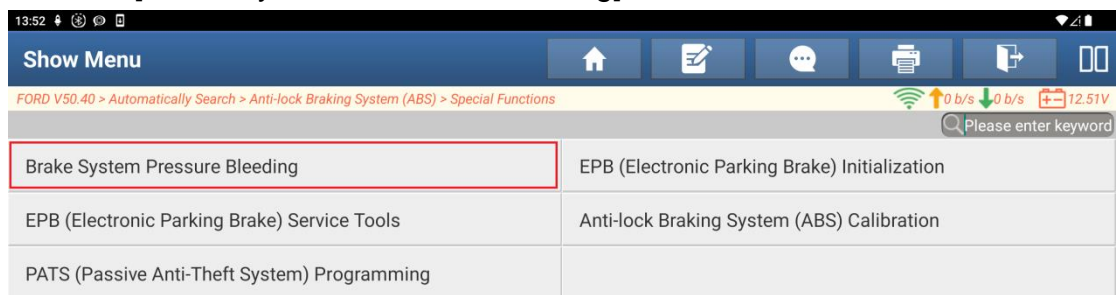 13:52
Show Menu
FORD V50.40 > Automatically Search > Anti-lock Braking System (ABS) > Special Functions
0 b/s 0 b/s 12.51V
Please enter keyword
Brake System Pressure Bleeding
EPB (Electronic Parking Brake) Initialization
EPB (Electronic Parking Brake) Service Tools
Anti-lock Braking System (ABS) Calibration
PATS (Passive Anti-Theft System) Programming